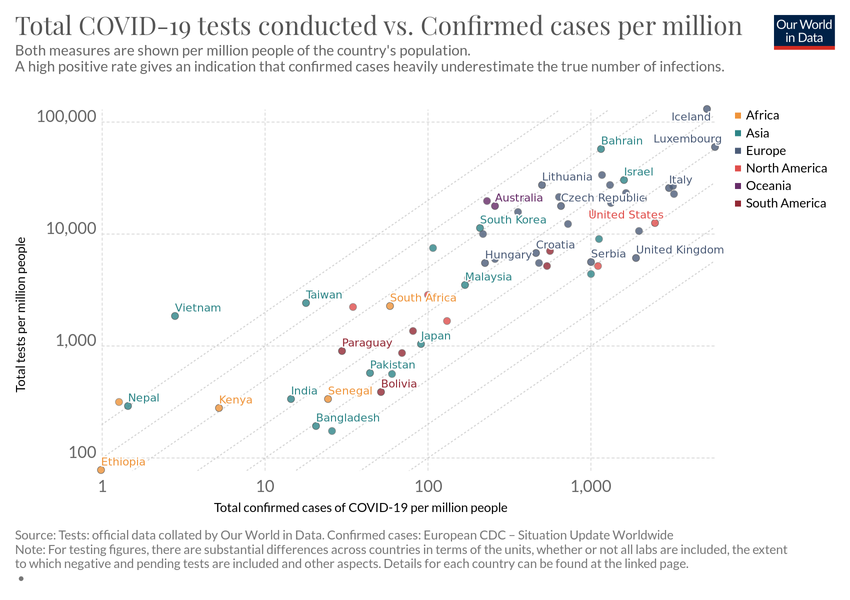 Total COVID-19 tests conducted vs. Confirmed cases per million
Our World
in Data
Both measures are shown per million people of the country's population.
A high positive rate gives an indication that confirmed cases heavily underestimate the true number of infections.
100,000
10,000
1,000
100
Total tests per million people
Iceland
Luxembourg
Bahrain
Lithuania
Israel
Italy
Australia
Czech Republic
United States
South Korea
Croatia
Hungary
Serbia
United Kingdom
Malaysia
Taiwan
South Africa
Vietnam
Japan
Paraguay
Pakistan
Bolivia
India
Senegal
Nepal
Kenya
Bangladesh
Ethiopia
1
10
100
1,000
Total confirmed cases of COVID-19 per million people
Africa
Asia
Europe
North America
Oceania
South America
Source: Tests: official data collated by Our World in Data. Confirmed cases: European CDC – Situation Update Worldwide
Note: For testing figures, there are substantial differences across countries in terms of the units, whether or not all labs are included, the extent
to which negative and pending tests are included and other aspects. Details for each country can be found at the linked page.